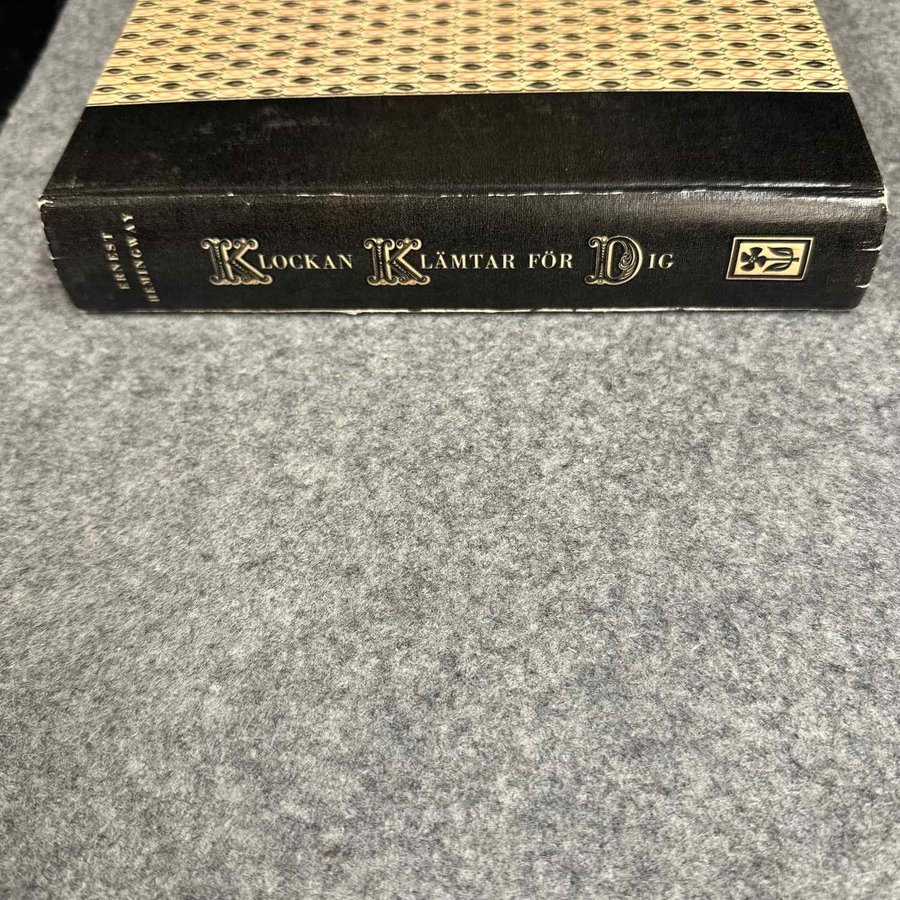 ERNEST
HEMINGWAY
KLOCKAN KLÄMTAR FÖR DIG